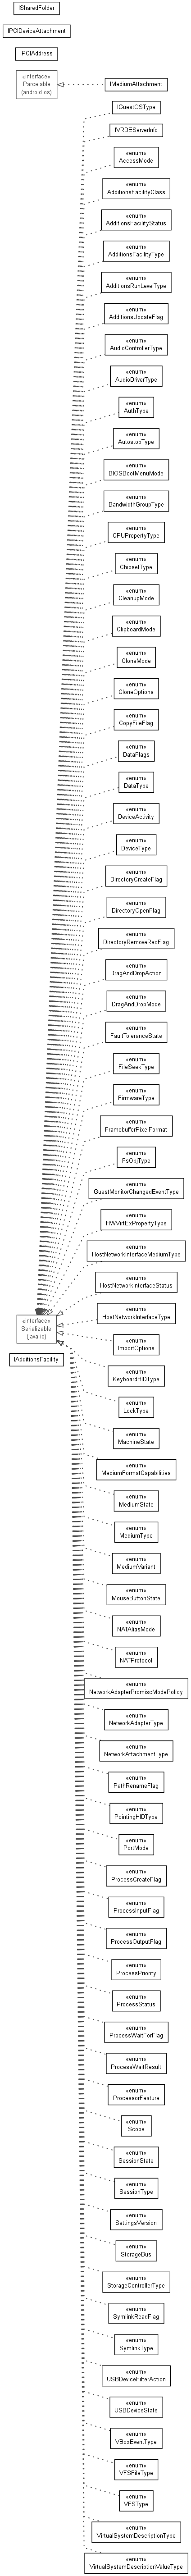 ISharedFolder
IPCIDeviceAttachment
IPCIAddress
«interface»
Parcelable
(android.os)
IMediumAttachment
IGuestOSType
IVRDEServerInfo
«enum»
AccessMode
«enum»
AdditionsFacilityClass
«enum»
AdditionsFacilityStatus
«enum»
AdditionsFacilityType
«enum»
AdditionsRunLevelType
«enum»
AdditionsUpdateFlag
«enum»
AudioControllerType
«enum»
AudioDriverType
«enum»
AuthType
«enum»
AutostopType
«enum»
BIOSBootMenuMode
«enum»
BandwidthGroupType
«enum»
CPUPropertyType
«enum»
ChipsetType
«enum»
CleanupMode
«enum»
ClipboardMode
«enum»
CloneMode
«enum»
CloneOptions
«enum»
CopyFileFlag
«enum»
DataFlags
«enum»
DataType
«enum»
DeviceActivity
«enum»
DeviceType
«enum»
DirectoryCreateFlag
«enum»
DirectoryOpenFlag
«enum»
DirectoryRemoveRecFlag
«enum»
DragAndDropAction
«enum»
DragAndDropMode
«enum»
FaultToleranceState
«enum»
FileSeekType
«enum»
FirmwareType
«enum»
FramebufferPixelFormat
«enum»
FsObjType
«enum»
GuestMonitorChangedEventType
«enum»
HWVirtExPropertyType
«enum»
HostNetworkInterfaceMediumType
«enum»
HostNetworkInterfaceStatus
«enum»
HostNetworkInterfaceType
«interface»
Serializable
(java.io)
«enum»
ImportOptions
IAdditionsFacility
«enum»
KeyboardHIDType
«enum»
LockType
«enum»
MachineState
«enum»
MediumFormatCapabilities
«enum»
MediumState
«enum»
MediumType
«enum»
MediumVariant
«enum»
MouseButtonState
«enum»
NATAliasMode
«enum»
NATProtocol
«enum»
NetworkAdapterPromiscModePolicy
«enum»
NetworkAdapterType
«enum»
NetworkAttachmentType
«enum»
PathRenameFlag
«enum»
PointingHIDType
«enum»
PortMode
«enum»
ProcessCreateFlag
«enum»
ProcessInputFlag
«enum»
ProcessOutputFlag
«enum»
ProcessPriority
«enum»
ProcessStatus
«enum»
ProcessWaitForFlag
«enum»
ProcessWaitResult
«enum»
ProcessorFeature
«enum»
Scope
«enum»
SessionState
«enum»
SessionType
«enum»
SettingsVersion
«enum»
StorageBus
«enum»
StorageControllerType
«enum»
SymlinkReadFlag
«enum»
SymlinkType
«enum»
USBDeviceFilterAction
«enum»
USBDeviceState
«enum»
VBoxEventType
«enum»
VFSFileType
«enum»
VFSType
«enum»
VirtualSystemDescriptionType
«enum»
VirtualSystemDescriptionValueType